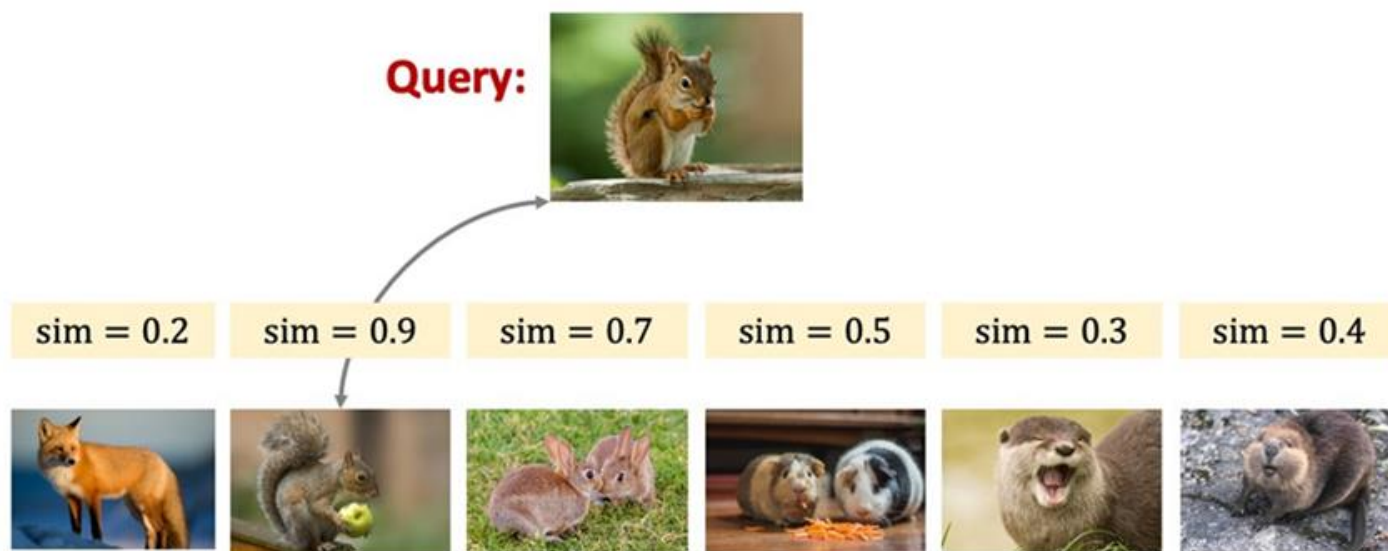 Query:
sim = 0.2
sim = 0.9
sim = 0.7
sim = 0.5
sim = 0.3
sim = 0.4